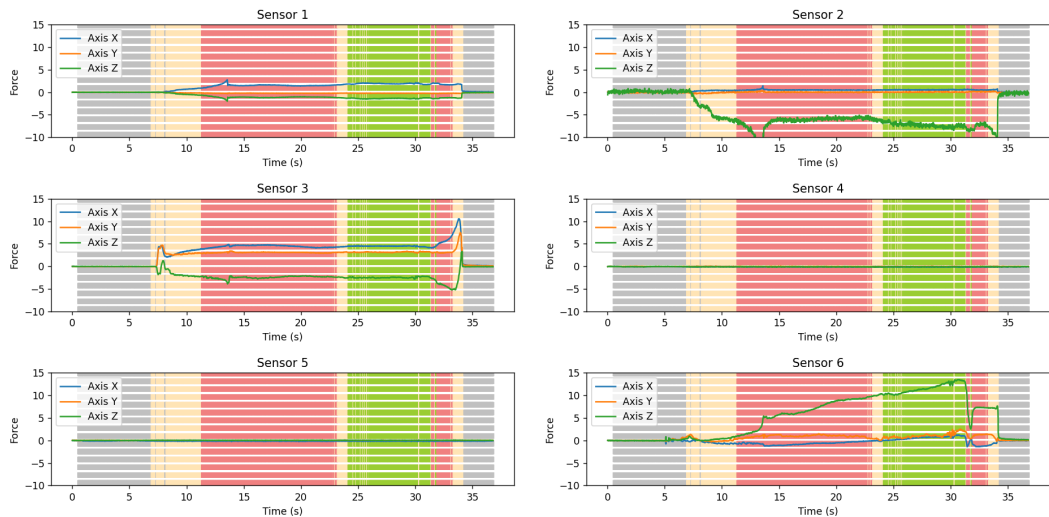 Sensor 1
Force
15
10
5
0
−5
−10
Axis X
Axis Y
Axis Z
0 5 10 15 20 25 30 35
Time (s)
Sensor 2
Force
15
10
5
0
−5
−10
Axis X
Axis Y
Axis Z
0 5 10 15 20 25 30 35
Time (s)
Sensor 3
Force
15
10
5
0
−5
−10
Axis X
Axis Y
Axis Z
0 5 10 15 20 25 30 35
Time (s)
Sensor 4
Force
15
10
5
0
−5
−10
Axis X
Axis Y
Axis Z
0 5 10 15 20 25 30 35
Time (s)
Sensor 5
Force
15
10
5
0
−5
−10
Axis X
Axis Y
Axis Z
0 5 10 15 20 25 30 35
Time (s)
Sensor 6
Force
15
10
5
0
−5
−10
Axis X
Axis Y
Axis Z
0 5 10 15 20 25 30 35
Time (s)